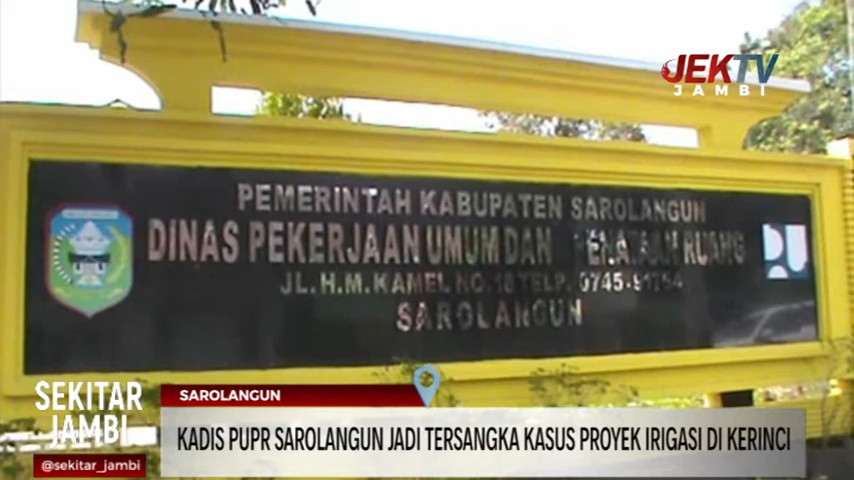 JEKTV
JAMBI
PEMERINTAH KABUPATEN SAROLANGUN
DINAS PEKERJAAN UMUM DAN PENATAAN RUANG
JL. H.M. KAMEL NO. 18 TELP. 0745-91754
SAROLANGUN
PU
SEKITAR
JAMBI
@sekitar_jambi
SAROLANGUN
KADIS PUPR SAROLANGUN JADI TERSANGKA KASUS PROYEK IRIGASI DI KERINCI